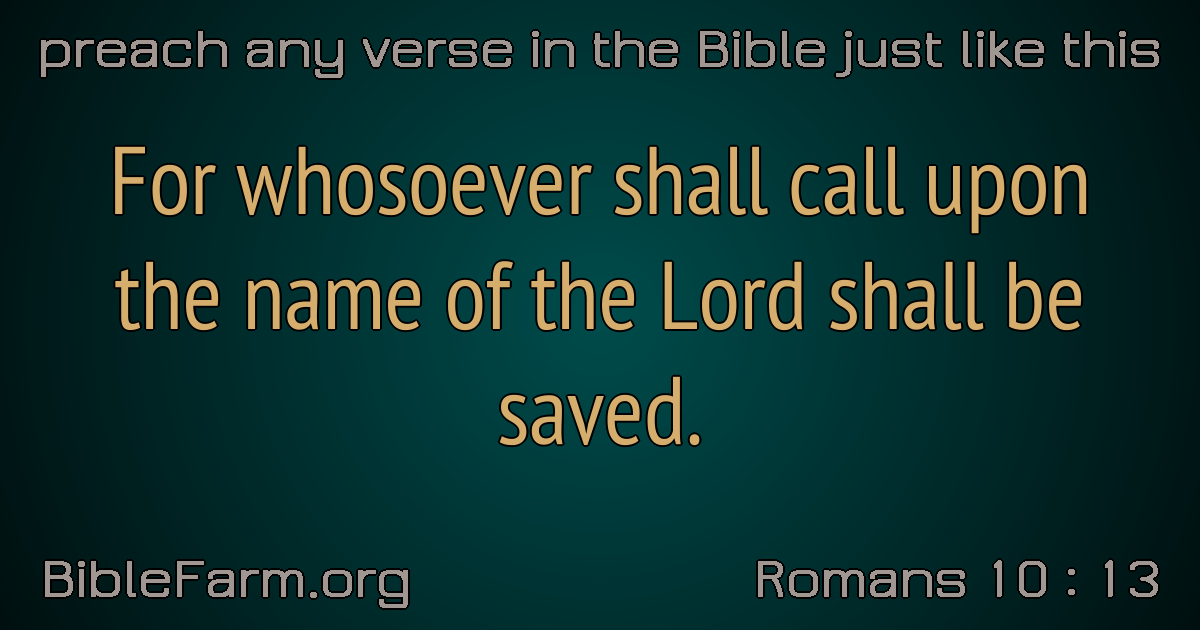 preach any verse in the Bible just like this
For whosoever shall call upon
the name of the Lord shall be
saved.
BibleFarm.org
Romans 10 : 13